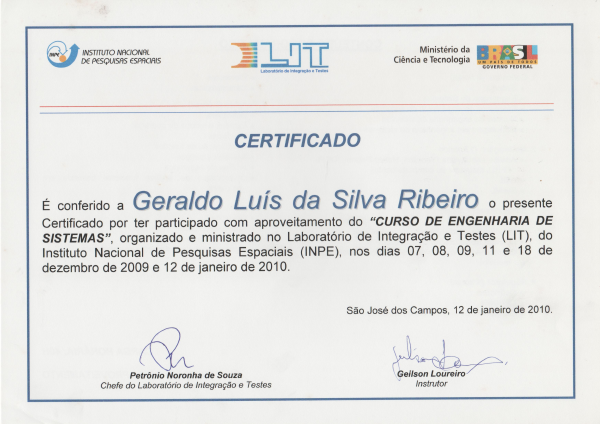 INPE
INSTITUTO NACIONAL
DE PESQUISAS ESPACIAIS
LIT
Laboratório de Integração e Testes
Ministério da
Ciência e Tecnologia
BRASIL
UM PAÍS DE TODOS
GOVERNO FEDERAL
CERTIFICADO
É conferido a Geraldo Luís da Silva Ribeiro o presente
Certificado por ter participado com aproveitamento do “CURSO DE ENGENHARIA DE
SISTEMAS”, organizado e ministrado no Laboratório de Integração e Testes (LIT), do
Instituto Nacional de Pesquisas Espaciais (INPE), nos dias 07, 08, 09, 11 e 18 de
dezembro de 2009 e 12 de janeiro de 2010.
São José dos Campos, 12 de janeiro de 2010.
Petrônio Noronha de Souza
Chefe do Laboratório de Integração e Testes
Geilson Loureiro
Instrutor